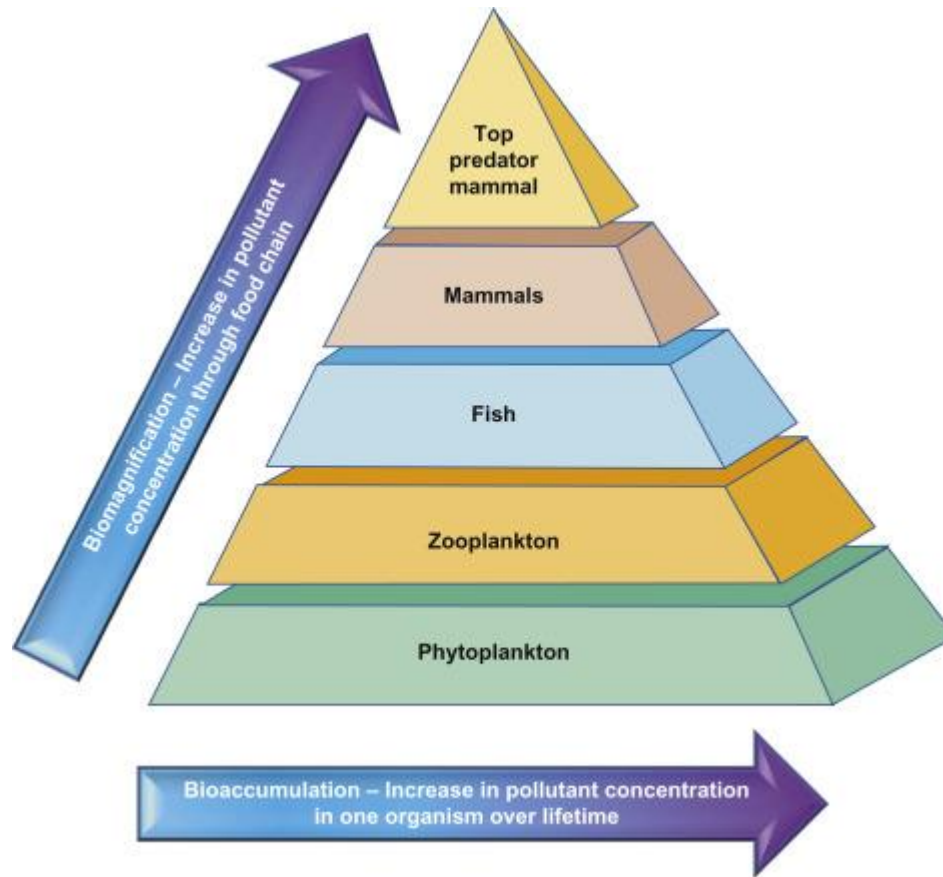 Top
predator
mammal
Mammals
Fish
Zooplankton
Phytoplankton
Biomagnification – Increase in pollutant
concentration through food chain
Bioaccumulation – Increase in pollutant concentration
in one organism over lifetime